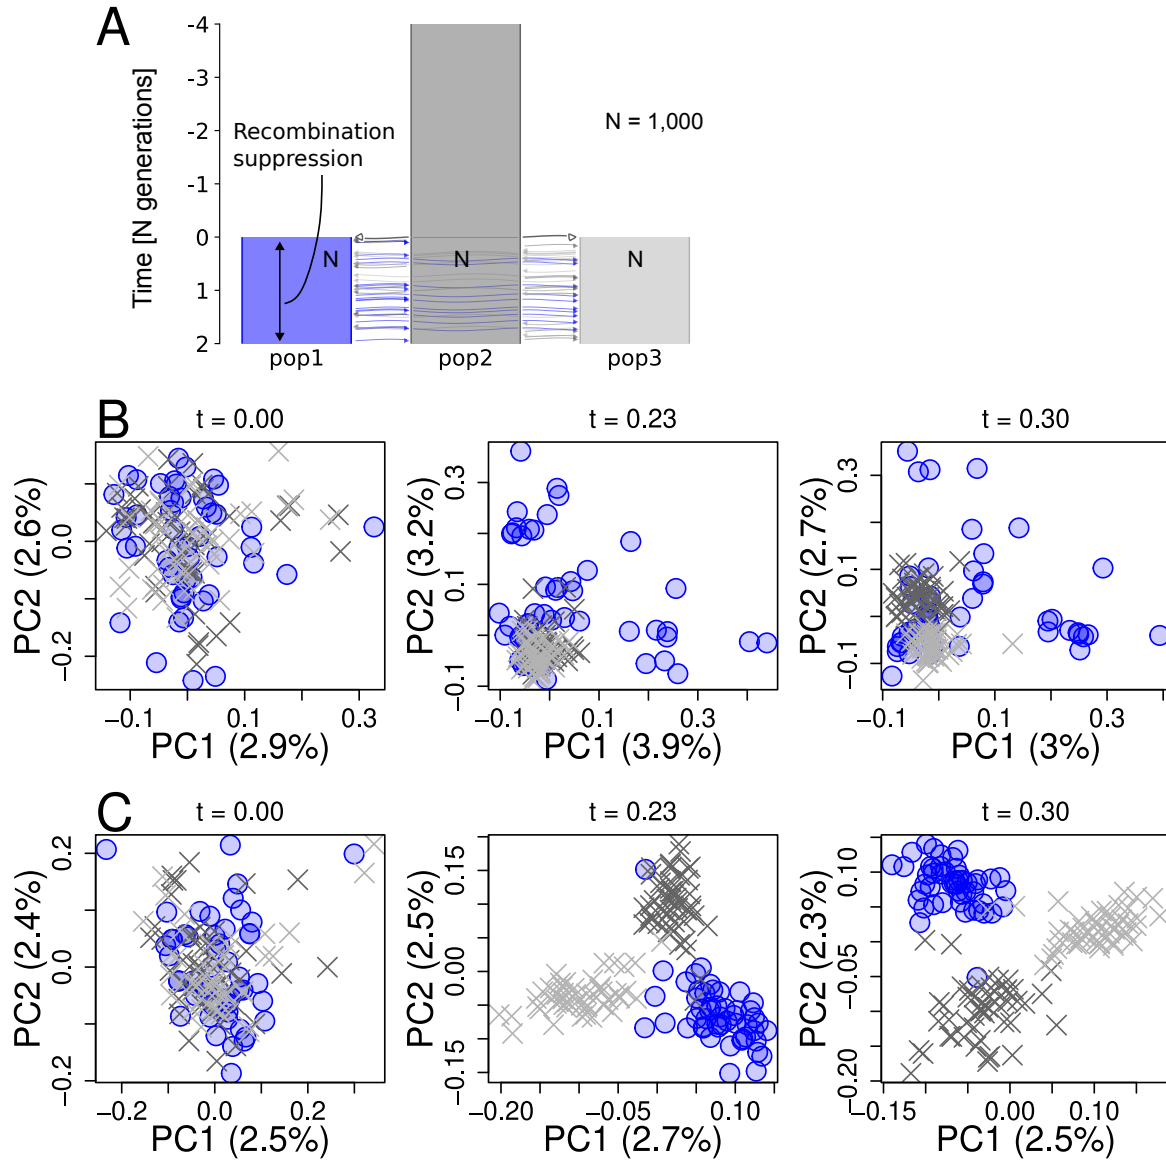 A
Time [N generations]
-4
-3
-2
-1
0
1
2
Recombination
suppression
N = 1,000
N
N
N
pop1
pop2
pop3
B
t = 0.00
PC2 (2.6%)
0.0
−0.2
−0.1
0.1
0.3
PC1 (2.9%)
t = 0.23
PC2 (3.2%)
0.3
0.1
−0.1
−0.1
0.1
0.3
PC1 (3.9%)
t = 0.30
PC2 (2.7%)
0.3
0.1
−0.1
−0.1
0.1
0.3
PC1 (3%)
C
t = 0.00
PC2 (2.4%)
0.2
0.0
−0.2
−0.2
0.0
0.2
PC1 (2.5%)
t = 0.23
PC2 (2.5%)
0.15
0.00
−0.15
−0.20
−0.05
0.10
PC1 (2.7%)
t = 0.30
PC2 (2.3%)
0.10
−0.05
−0.20
−0.15
0.00
PC1 (2.5%)